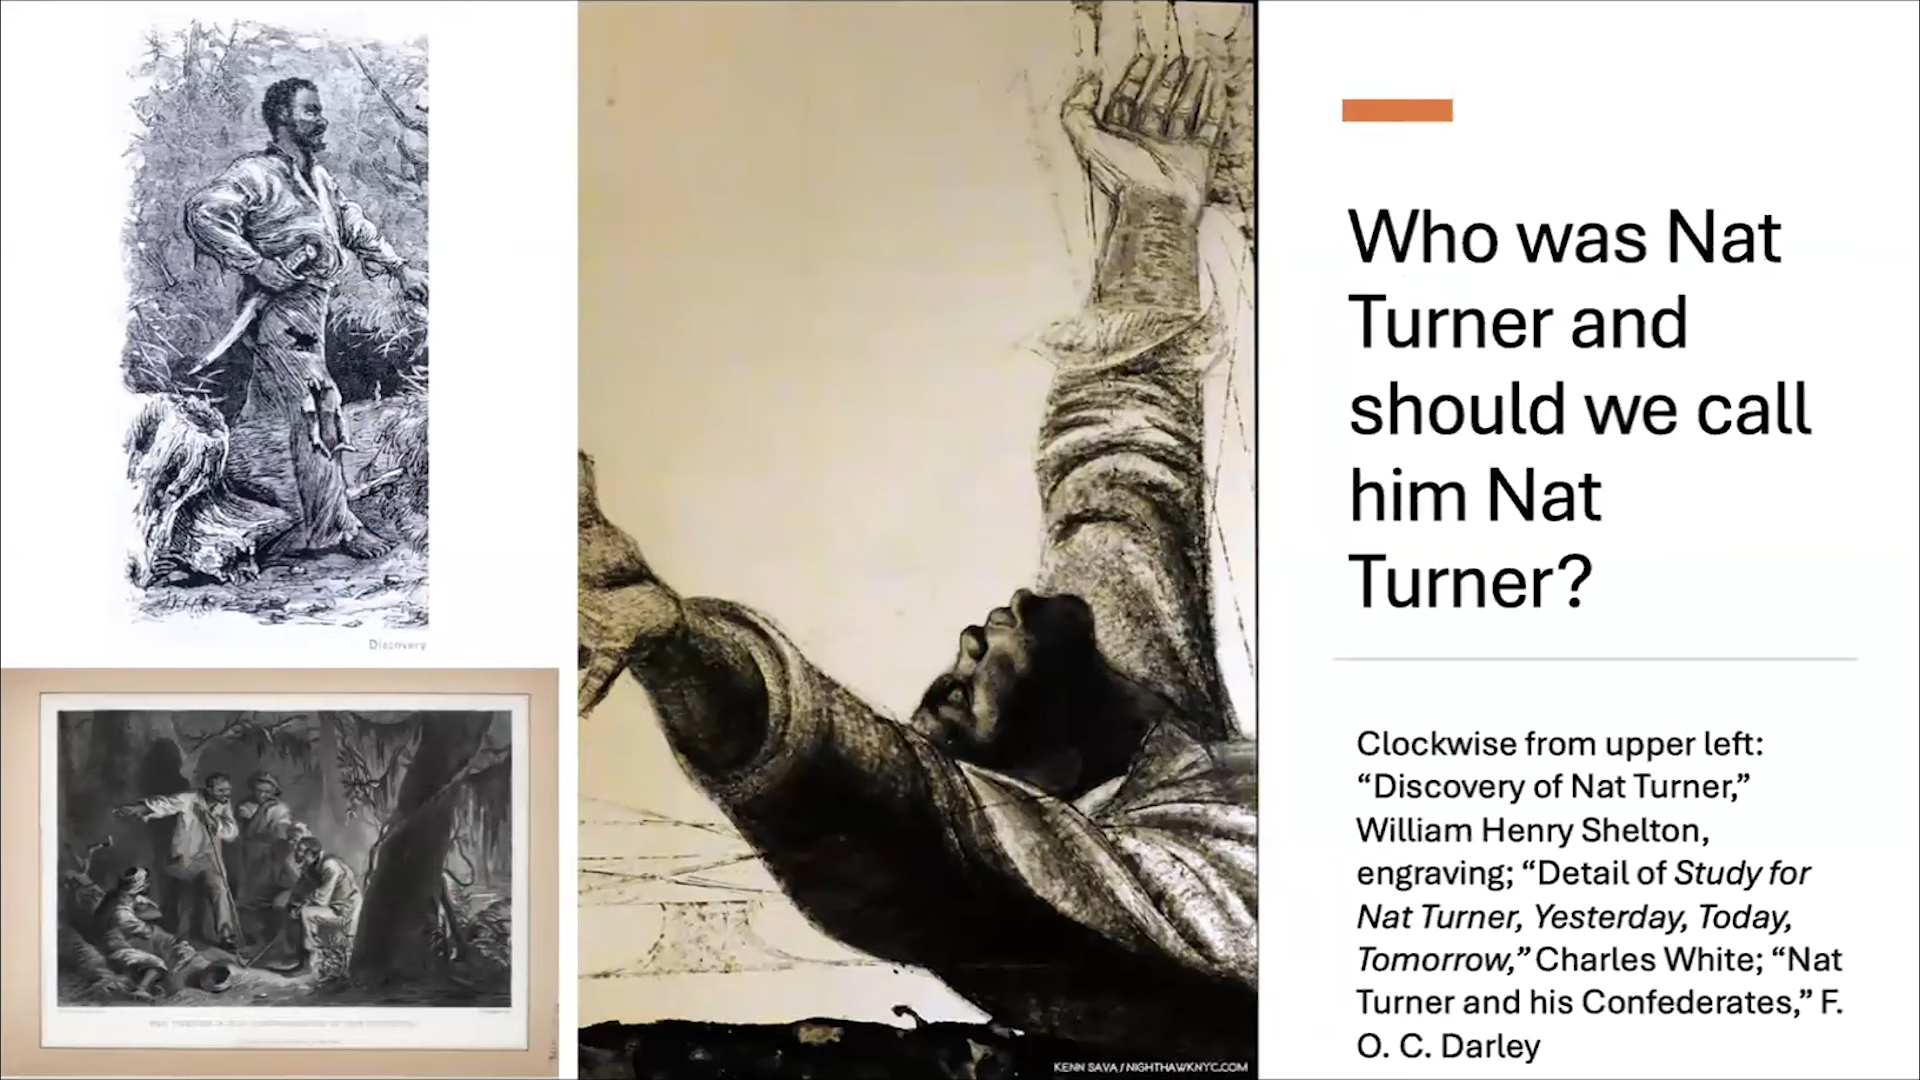 Discovery
KENN SAVA / NIGHTHAWKNYC.COM
Who was Nat
Turner and
should we call
him Nat
Turner?
Clockwise from upper left:
“Discovery of Nat Turner,”
William Henry Shelton,
engraving; “Detail of Study for
Nat Turner, Yesterday, Today,
Tomorrow,” Charles White; “Nat
Turner and his Confederates,” F.
O. C. Darley